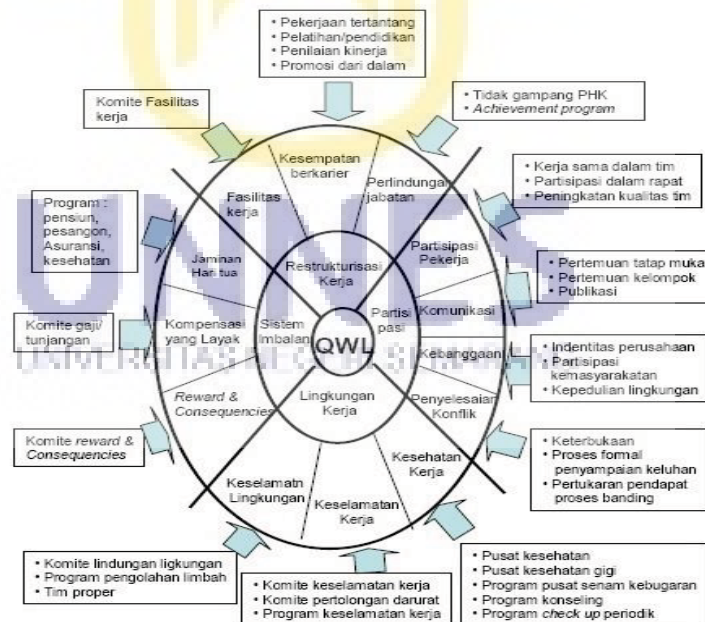 • Pekerjaan tertantang
• Pelatihan/pendidikan
• Penilaian kinerja
• Promosi dari dalam
Komite Fasilitas
kerja
• Tidak gampang PHK
• Achievement program
Kesempatan
berkarier
Fasilitas
kerja
Perlindungan
jabatan
• Kerja sama dalam tim
• Partisipasi dalam rapat
• Peningkatan kualitas tim
Program :
pensiun,
pesangon,
Asuransi,
kesehatan
UNNES
UNIVERSITAS NEGERI SEMARANG
Jaminan
Hari tua
Restrukturisasi
Kerja
Partisipasi
Pekerja
• Pertemuan tatap muka
• Pertemuan kelompok
• Publikasi
Komite gaji/
tunjangan
Kompensasi
yang Layak
Sistem
Imbalan
Partisi
pasi
Komunikasi
QWL
Kebanggaan
• Indentitas perusahaan
• Partisipasi
kemasyarakatan
• Kepedulian lingkungan
Reward &
Consequencies
Lingkungan
Kerja
Penyelesaian
Konflik
Komite reward &
Consequencies
• Keterbukaan
• Proses formal
penyampaian keluhan
• Pertukaran pendapat
proses banding
Keselamatn
Lingkungan
Keselamatan
Kerja
Kesehatan
Kerja
• Komite lindungan ligkungan
• Program pengolahan limbah
• Tim proper
• Komite keselamatan kerja
• Komite pertolongan darurat
• Program keselamatan kerja
• Pusat kesehatan
• Pusat kesehatan gigi
• Program pusat senam kebugaran
• Program konseling
• Program check up periodik